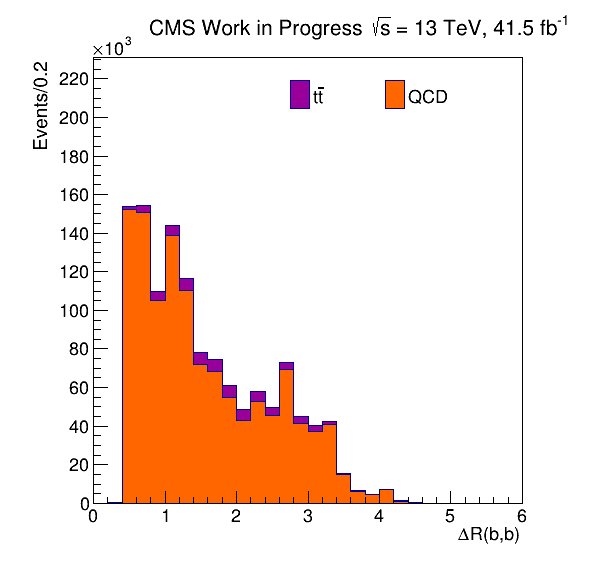 CMS Work in Progress √s = 13 TeV, 41.5 fb⁻¹
×10³
Events/0.2
tt̄
QCD
220
200
180
160
140
120
100
80
60
40
20
0
0 1 2 3 4 5 6
ΔR(b,b)